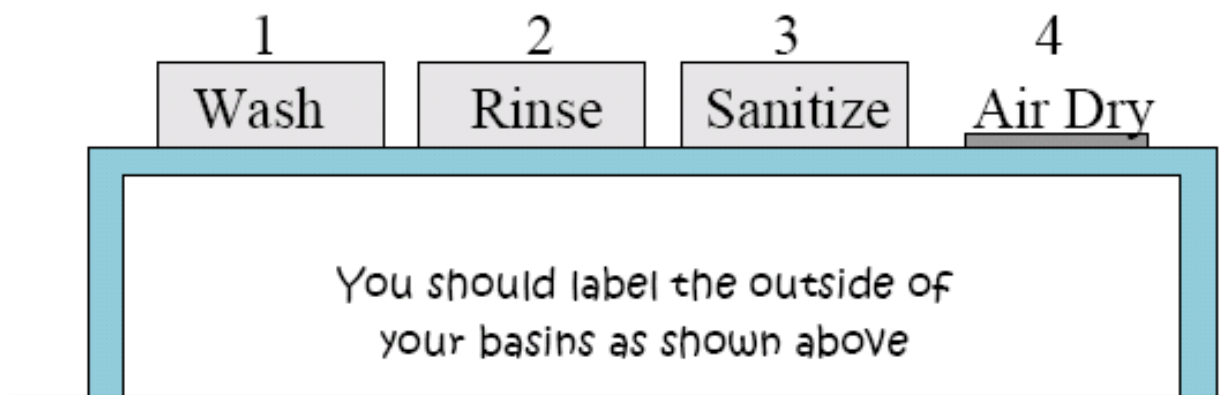 1 2 3 4
Wash Rinse Sanitize Air Dry
You should label the outside of
your basins as shown above